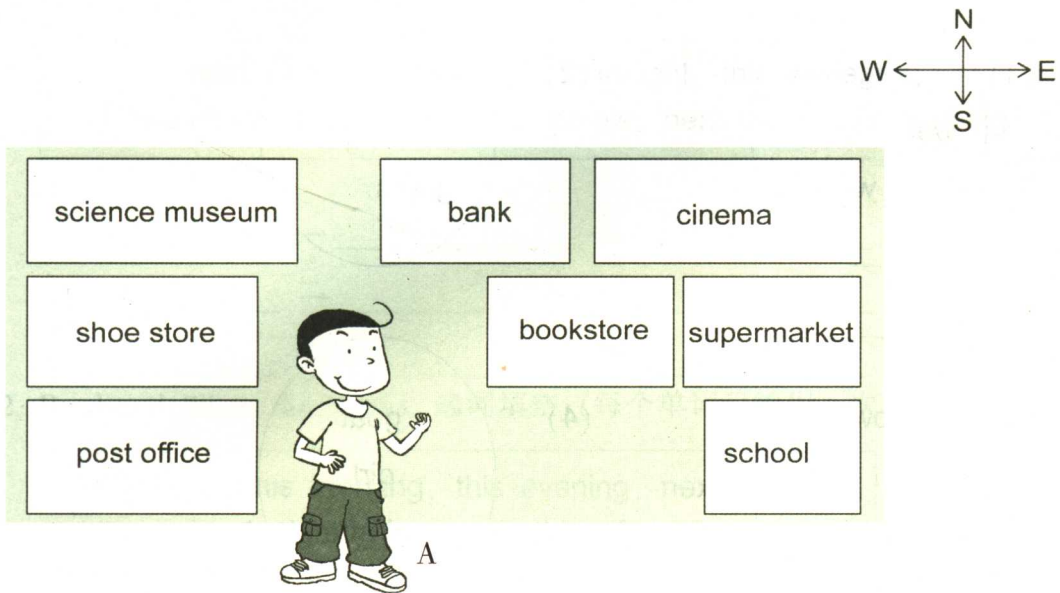 N
W E
S
science museum bank cinema
shoe store bookstore supermarket
post office school
A